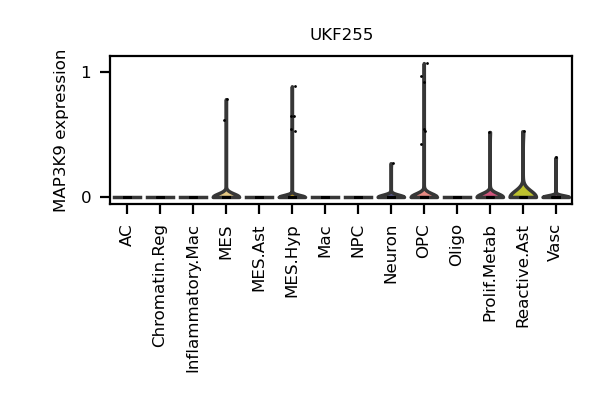 UKF255
MAP3K9 expression
1
0
AC
Chromatin.Reg
Inflammatory.Mac
MES
MES.Ast
MES.Hyp
Mac
NPC
Neuron
OPC
Oligo
Prolif.Metab
Reactive.Ast
Vasc